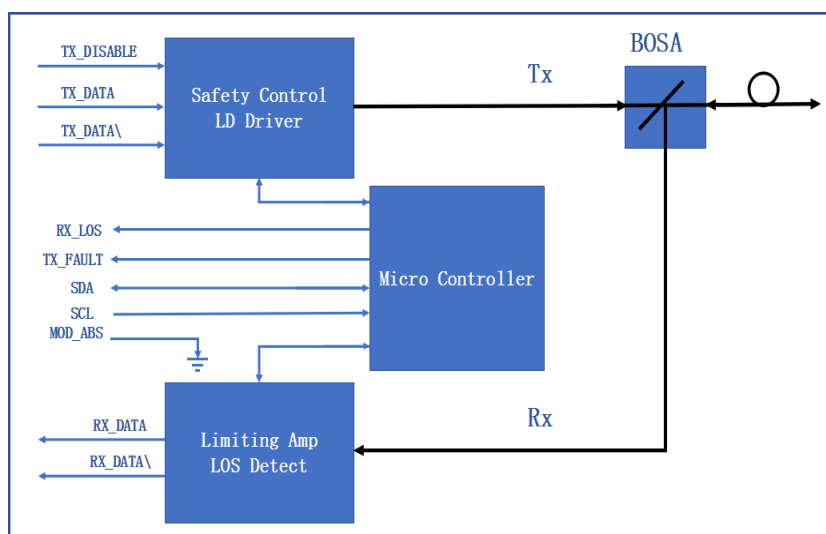 BOSA
Tx
TX_DISABLE
TX_DATA
TX_DATA\
Safety Control
LD Driver
RX_LOS
TX_FAULT
SDA
SCL
MOD_ABS
Micro Controller
Rx
RX_DATA
RX_DATA\
Limiting Amp
LOS Detect